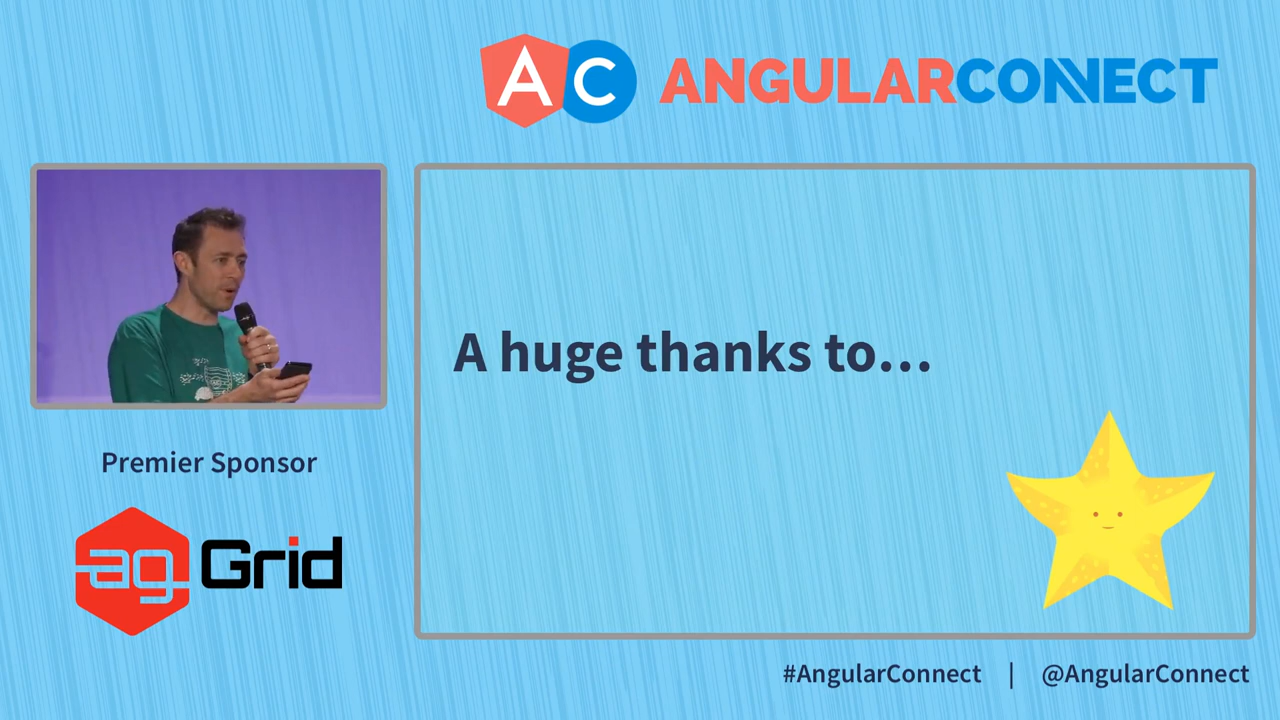 AC ANGULARCONNECT
A huge thanks to...
Premier Sponsor
ag Grid
#AngularConnect | @AngularConnect